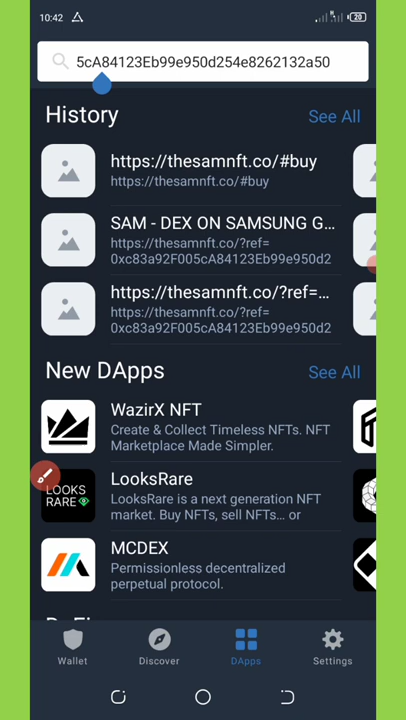 10:42
20
5cA84123Eb99e950d254e8262132a50
History
See All
https://thesamnft.co/#buy
https://thesamnft.co/#buy
SAM - DEX ON SAMSUNG G...
https://thesamnft.co/?ref=
0xc83a92F005cA84123Eb99e950d2
https://thesamnft.co/?ref=...
https://thesamnft.co/?ref=
0xc83a92F005cA84123Eb99e950d2
New DApps
See All
WazirX NFT
Create & Collect Timeless NFTs. NFT
Marketplace Made Simpler.
LOOKS
RARE
LooksRare
LooksRare is a next generation NFT
market. Buy NFTs, sell NFTs... or
MCDEX
Permissionless decentralized
perpetual protocol.
Wallet
Discover
DApps
Settings